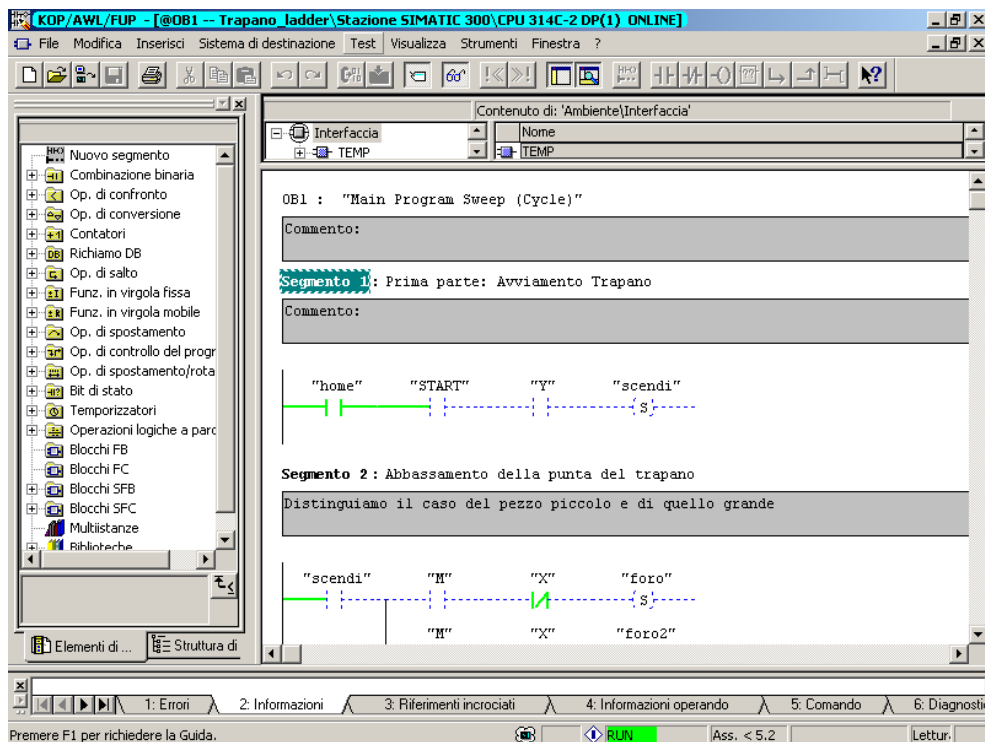 KOP/AWL/FUP - [@OB1 -- Trapano_ladder\Stazione SIMATIC 300\CPU 314C-2 DP(1) ONLINE]
File Modifica Inserisci Sistema di destinazione Test Visualizza Strumenti Finestra ?
Contenuto di: 'Ambiente\Interfaccia'
Interfaccia
TEMP
Nome
TEMP
Nuovo segmento
Combinazione binaria
Op. di confronto
Op. di conversione
Contatori
Richiamo DB
Op. di salto
Funz. in virgola fissa
Funz. in virgola mobile
Op. di spostamento
Op. di controllo del progr
Op. di spostamento/rota
Bit di stato
Temporizzatori
Operazioni logiche a parc
Blocchi FB
Blocchi FC
Blocchi SFB
Blocchi SFC
Multiistanze
Biblioteche
Elementi di ... Struttura di
OB1 : "Main Program Sweep (Cycle)"
Commento:
Segmento 1: Prima parte: Avviamento Trapano
Commento:
"home" "START" "Y" "scendi"
S
Segmento 2: Abbassamento della punta del trapano
Distinguiamo il caso del pezzo piccolo e di quello grande
"scendi" "M" "X" "foro"
S
"M" "X" "foro2"
1: Errori 2: Informazioni 3: Riferimenti incrociati 4: Informazioni operando 5: Comando 6: Diagnosti
Premere F1 per richiedere la Guida. RUN Ass. < 5.2 Lettur